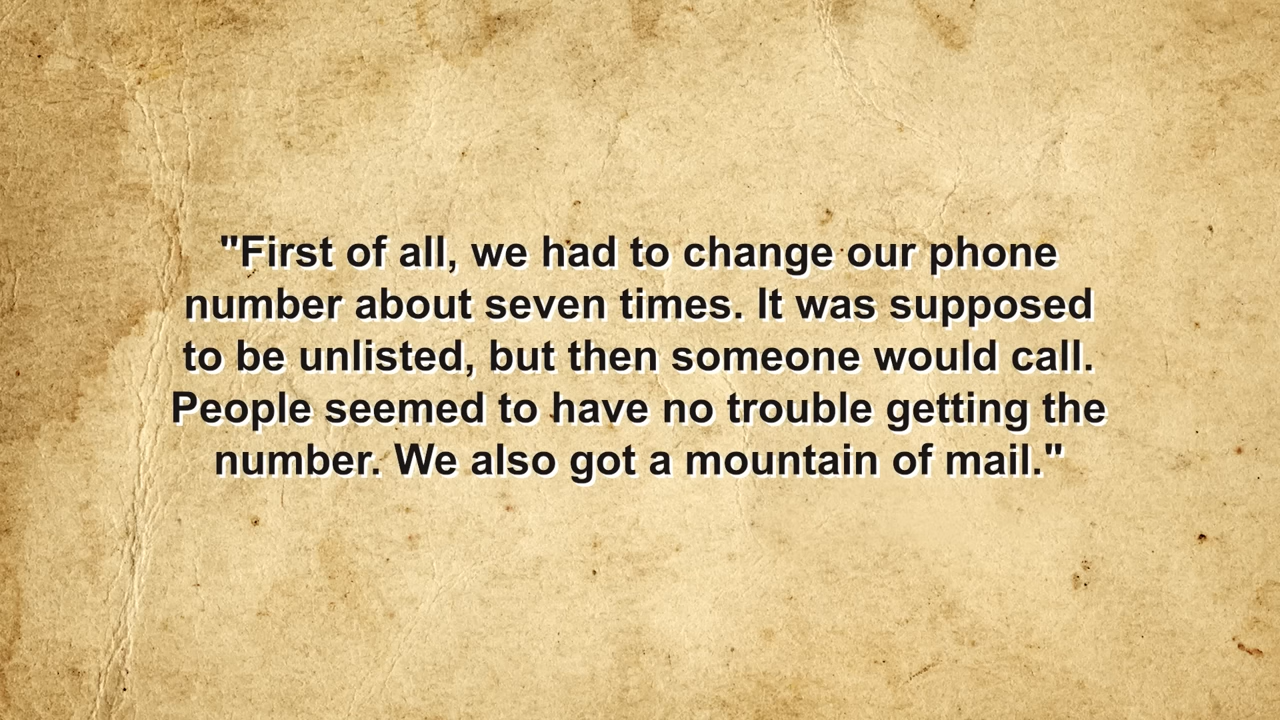 "First of all, we had to change our phone
number about seven times. It was supposed
to be unlisted, but then someone would call.
People seemed to have no trouble getting the
number. We also got a mountain of mail."